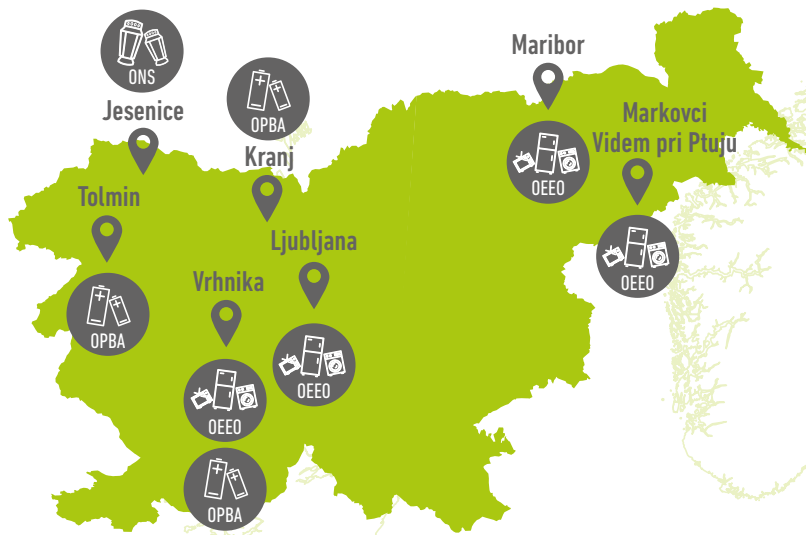 ONS
Jesenice
OPBA
Kranj
Maribor
OEEO
Markovci
Videm pri Ptuju
OEEO
Tolmin
OPBA
Ljubljana
OEEO
Vrhnika
OEEO
OPBA